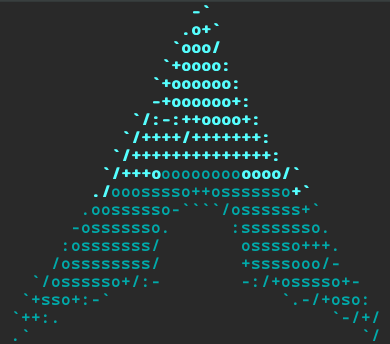 -`
                  .o+`
                 `ooo/
                `+oooo:
               `+oooooo:
               -+oooooo+:
             `/:-:++oooo+:
            `/++++/+++++++:
           `/++++++++++++++:
          `/+++ooooooooooooo/`
         ./ooosssso++osssssso+`
        .oossssso-````/ossssss+`
       -osssssso.      :ssssssso.
      :osssssss/        osssso+++.
     /ossssssss/        +ssssooo/-
   `/ossssso+/:-        -:/+osssso+-
  `+sso+:-`                 `.-/+oso:
 `++:.                           `-/+/
 .`                                 `/